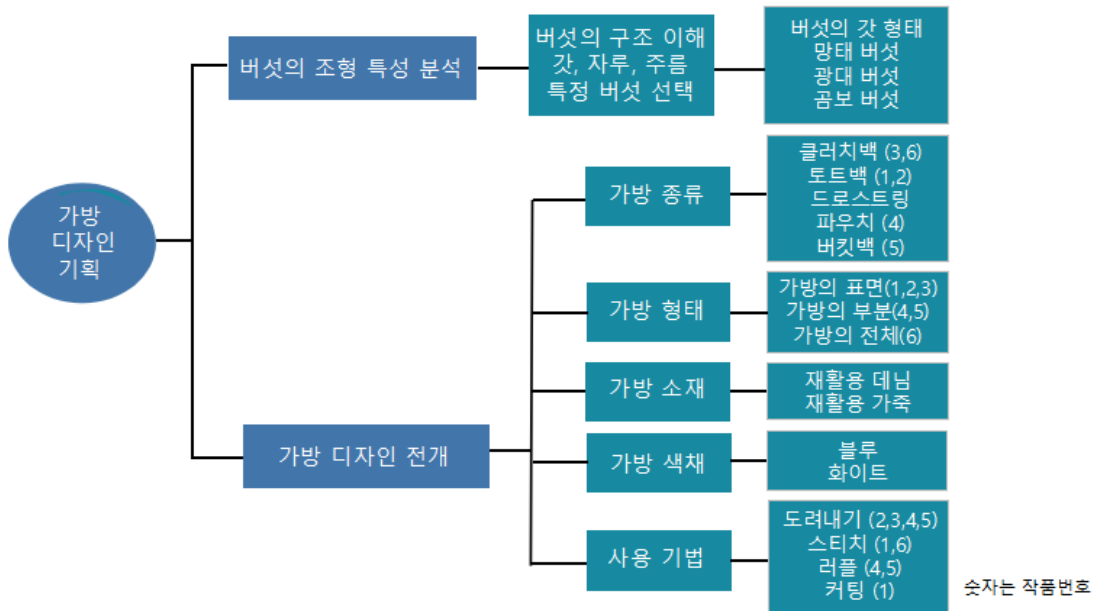 가방
디자인
기획
버섯의 조형 특성 분석
버섯의 구조 이해
갓, 자루, 주름
특정 버섯 선택
버섯의 갓 형태
망태 버섯
광대 버섯
곰보 버섯
가방 디자인 전개
가방 종류
클러치백 (3,6)
토트백 (1,2)
드로스트링
파우치 (4)
버킷백 (5)
가방 형태
가방의 표면(1,2,3)
가방의 부분(4,5)
가방의 전체(6)
가방 소재
재활용 데님
재활용 가죽
가방 색채
블루
화이트
사용 기법
도려내기 (2,3,4,5)
스티치 (1,6)
러플 (4,5)
커팅 (1)
숫자는 작품번호